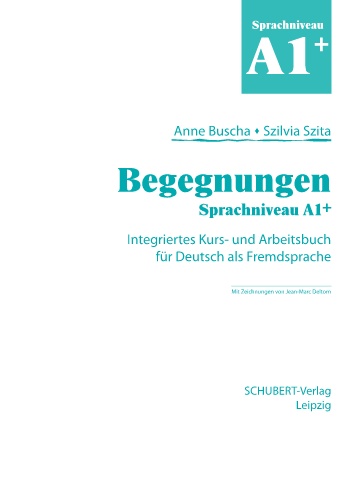 Sprachniveau
A1+
Anne Buscha • Szilvia Szita
Begegnungen
Sprachniveau A1+
Integriertes Kurs- und Arbeitsbuch
für Deutsch als Fremdsprache
Mit Zeichnungen von Jean-Marc Deltorn
SCHUBERT-Verlag
Leipzig